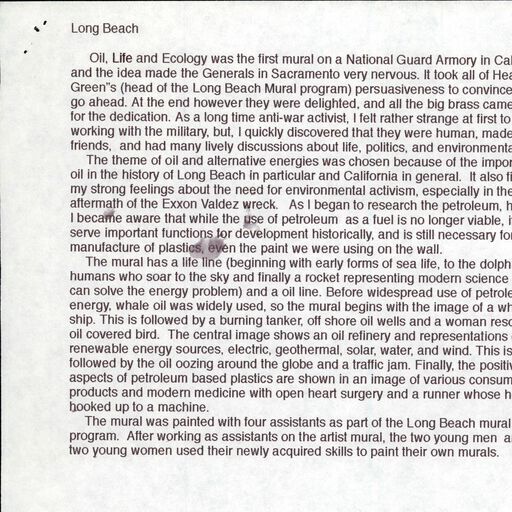 Long Beach
Oil, Life and Ecology was the first mural on a National Guard Armory in Cal
and the idea made the Generals in Sacramento very nervous. It took all of Hea
Green"s (head of the Long Beach Mural program) persuasiveness to convince
go ahead. At the end however they were delighted, and all the big brass came
for the dedication. As a long time anti-war activist, I felt rather strange at first to
working with the military, but, I quickly discovered that they were human, made
friends, and had many lively discussions about life, politics, and environmenta
The theme of oil and alternative energies was chosen because of the impor
oil in the history of Long Beach in particular and California in general. It also fi
my strong feelings about the need for environmental activism, especially in the
aftermath of the Exxon Valdez wreck. As I began to research the petroleum, h
I became aware that while the use of petroleum as a fuel is no longer viable, i
serve important functions for development historically, and is still necessary for
manufacture of plastics, even the paint we were using on the wall.
The mural has a life line (beginning with early forms of sea life, to the dolph
humans who soar to the sky and finally a rocket representing modern science
can solve the energy problem) and a oil line. Before widespread use of petrole
energy, whale oil was widely used, so the mural begins with the image of a wh
ship. This is followed by a burning tanker, off shore oil wells and a woman resc
oil covered bird. The central image shows an oil refinery and representations
renewable energy sources, electric, geothermal, solar, water, and wind. This is
followed by the oil oozing around the globe and a traffic jam. Finally, the positiv
aspects of petroleum based plastics are shown in an image of various consum
products and modern medicine with open heart surgery and a runner whose h
hooked up to a machine.
The mural was painted with four assistants as part of the Long Beach mural
program. After working as assistants on the artist mural, the two young men a
two young women used their newly acquired skills to paint their own murals.